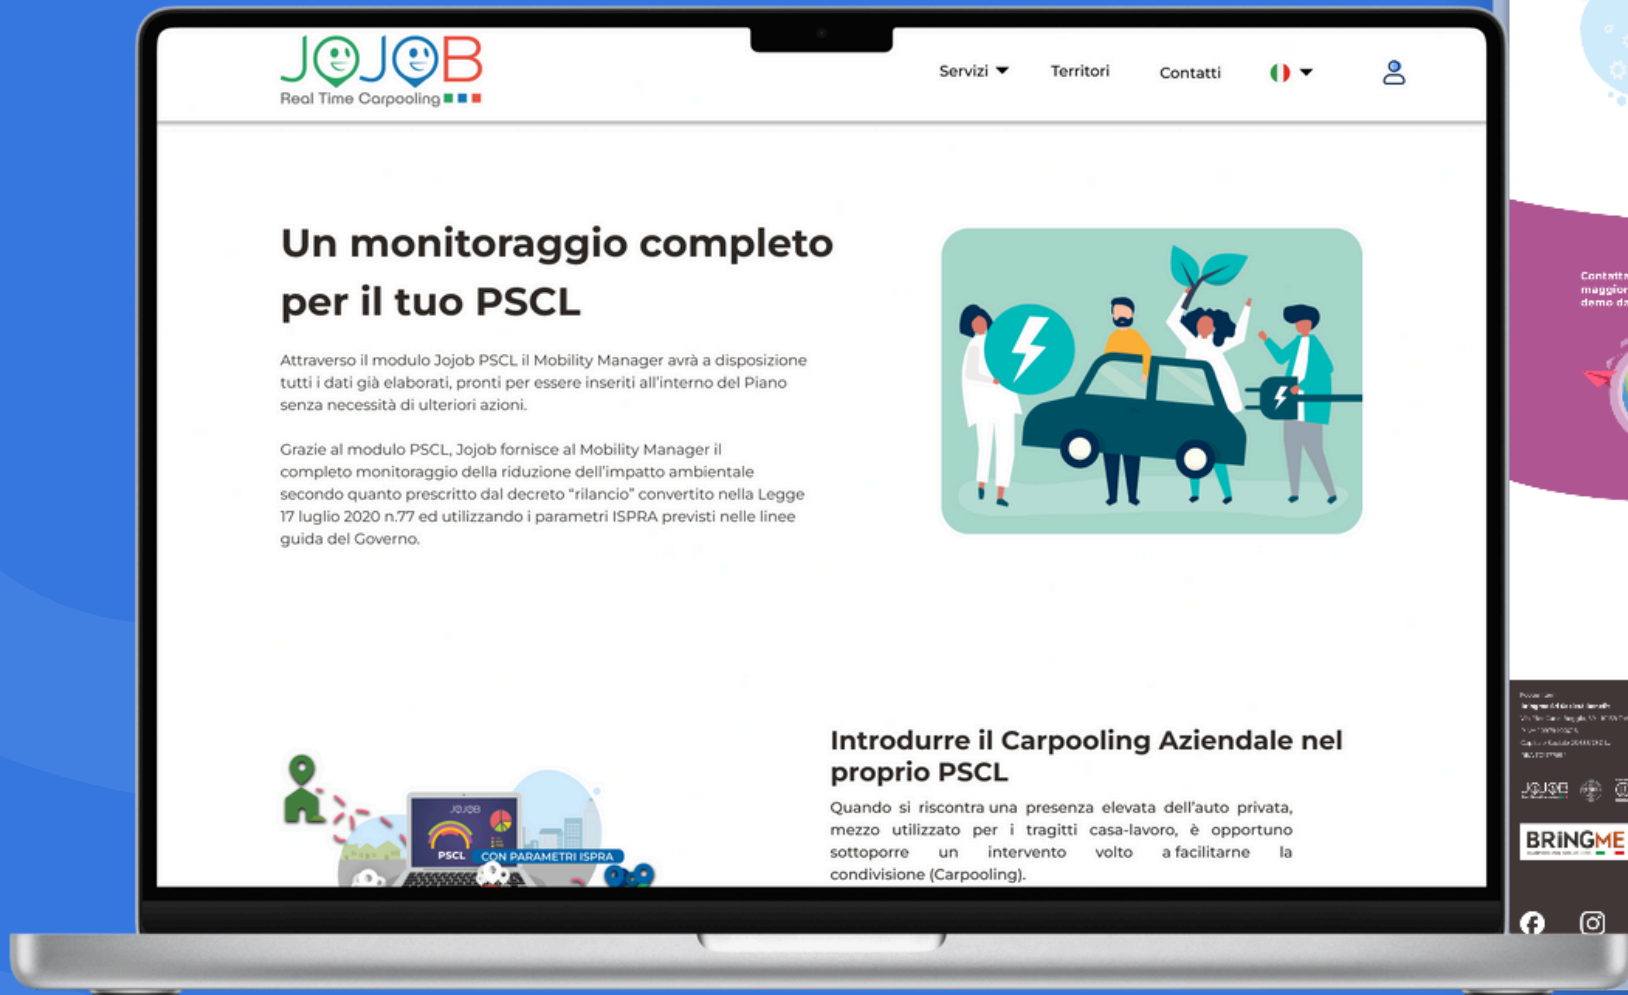 JOJOB
Real Time Carpooling
Servizi
Territori
Contatti
Un monitoraggio completo
per il tuo PSCL
Attraverso il modulo Jojob PSCL il Mobility Manager avrà a disposizione
tutti i dati già elaborati, pronti per essere inseriti all'interno del Piano
senza necessità di ulteriori azioni.
Grazie al modulo PSCL, Jojob fornisce al Mobility Manager il
completo monitoraggio della riduzione dell'impatto ambientale
secondo quanto prescritto dal decreto “rilancio” convertito nella Legge
17 luglio 2020 n.77 ed utilizzando i parametri ISPRA previsti nelle linee
guida del Governo.
JOJOB
PSCL
CON PARAMETRI ISPRA
Introdurre il Carpooling Aziendale nel
proprio PSCL
Quando si riscontra una presenza elevata dell'auto privata,
mezzo utilizzato per i tragitti casa-lavoro, è opportuno
sottoporre un intervento volto a facilitarne la
condivisione (Carpooling).
Contatta
maggior
demo da
JOJOB
BRINGME